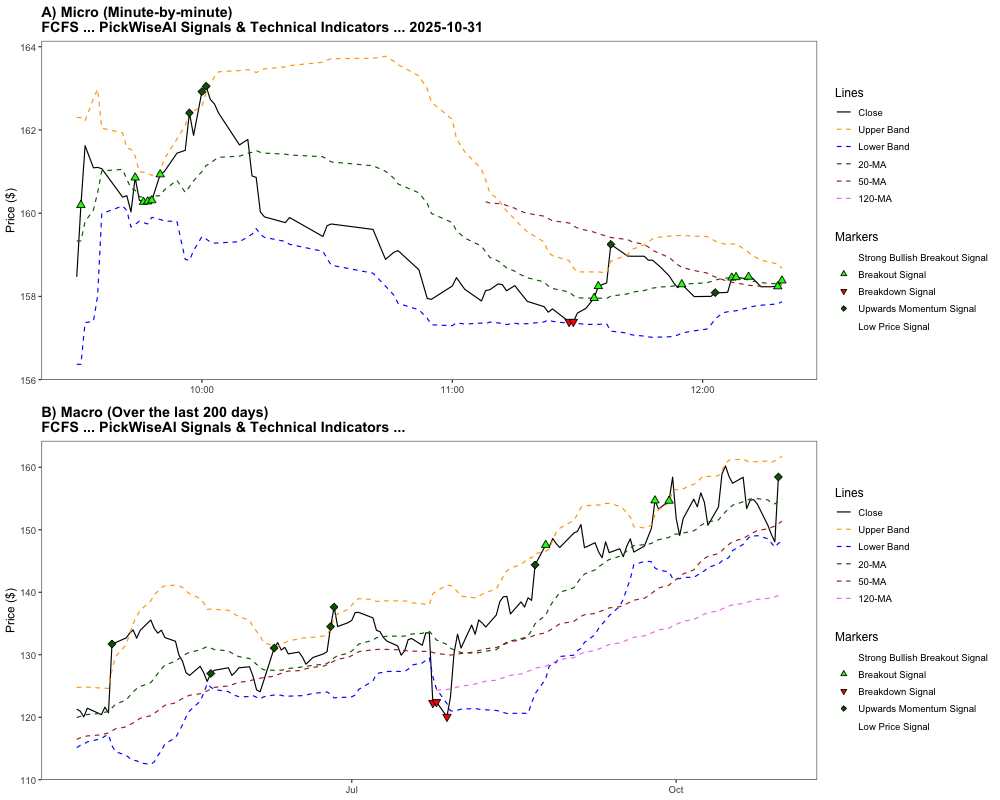 A) Micro (Minute-by-minute)
FCFS ... PickWiseAI Signals & Technical Indicators ... 2025-10-31
Price ($)
164
162
160
158
156
10:00
11:00
12:00
Lines
Close
Upper Band
Lower Band
20-MA
50-MA
120-MA
Markers
Strong Bullish Breakout Signal
Breakout Signal
Breakdown Signal
Upwards Momentum Signal
Low Price Signal
B) Macro (Over the last 200 days)
FCFS ... PickWiseAI Signals & Technical Indicators ...
Price ($)
160
150
140
130
120
110
Jul
Oct
Lines
Close
Upper Band
Lower Band
20-MA
50-MA
120-MA
Markers
Strong Bullish Breakout Signal
Breakout Signal
Breakdown Signal
Upwards Momentum Signal
Low Price Signal